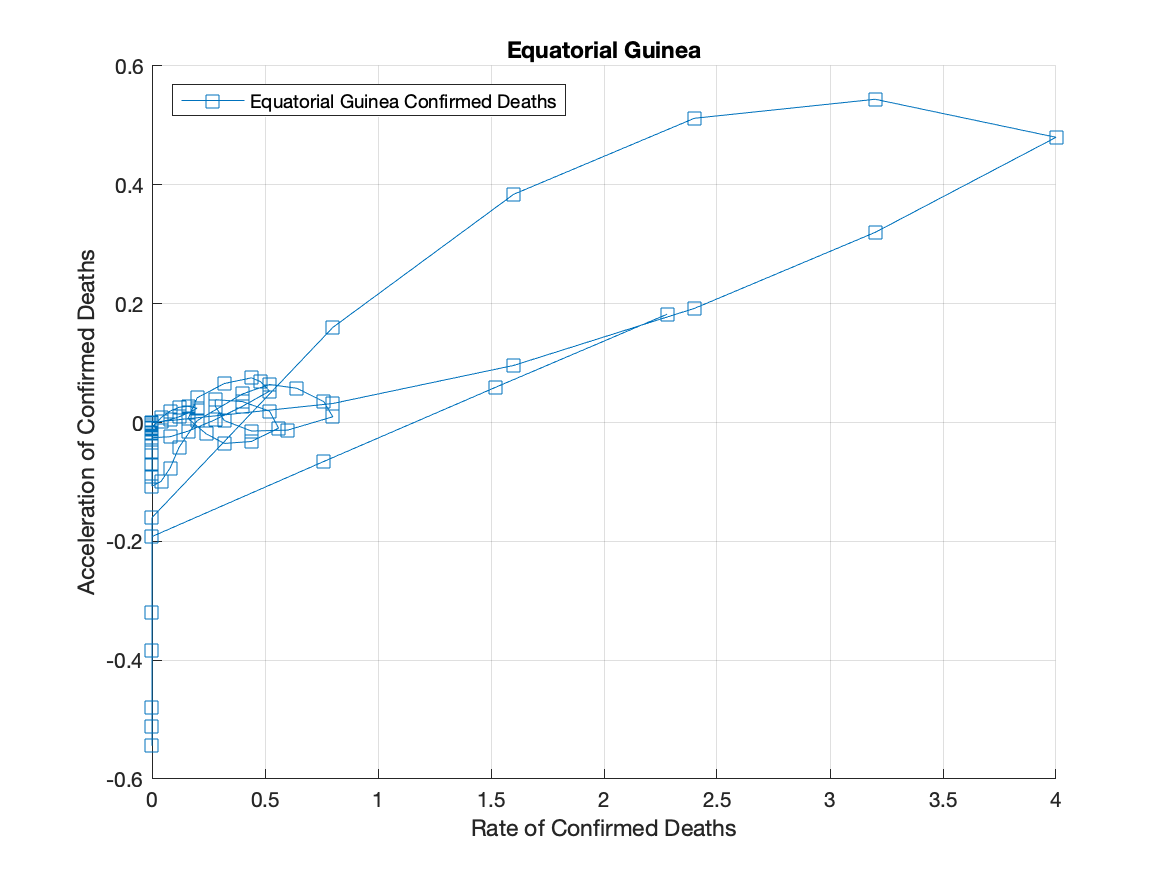 Equatorial Guinea
Equatorial Guinea Confirmed Deaths
Acceleration of Confirmed Deaths
0.6
0.4
0.2
0
-0.2
-0.4
-0.6
0 0.5 1 1.5 2 2.5 3 3.5 4
Rate of Confirmed Deaths